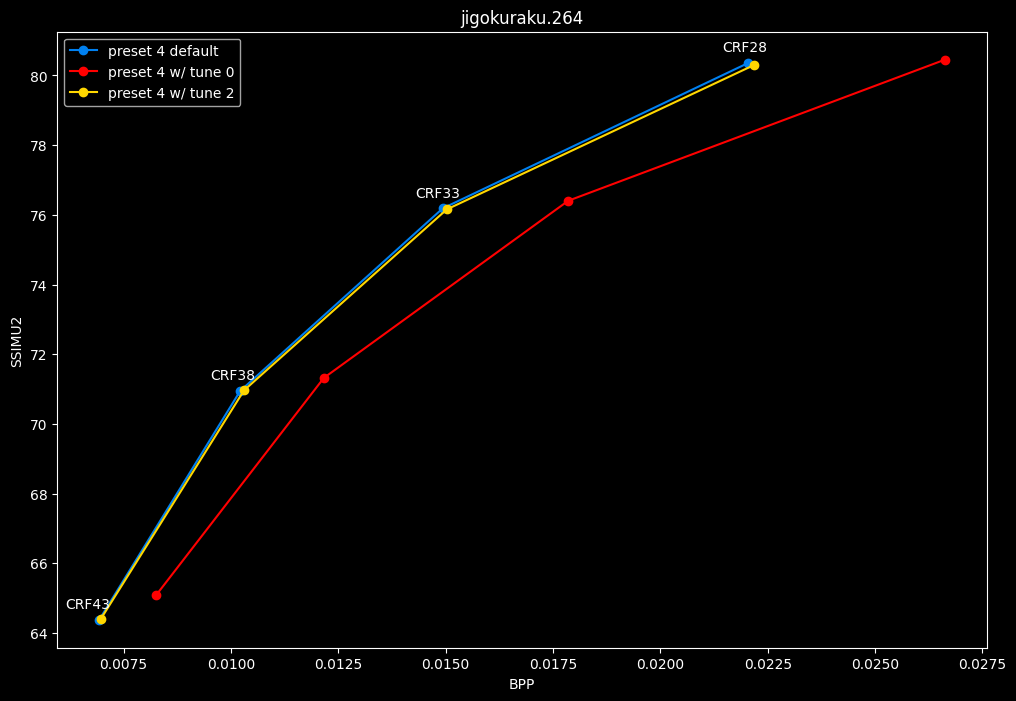 jigokuraku.264
preset 4 default
preset 4 w/ tune 0
preset 4 w/ tune 2
CRF28
CRF33
CRF38
CRF43
SSIMU2
80
78
76
74
72
70
68
66
64
0.0075 0.0100 0.0125 0.0150 0.0175 0.0200 0.0225 0.0250 0.0275
BPP